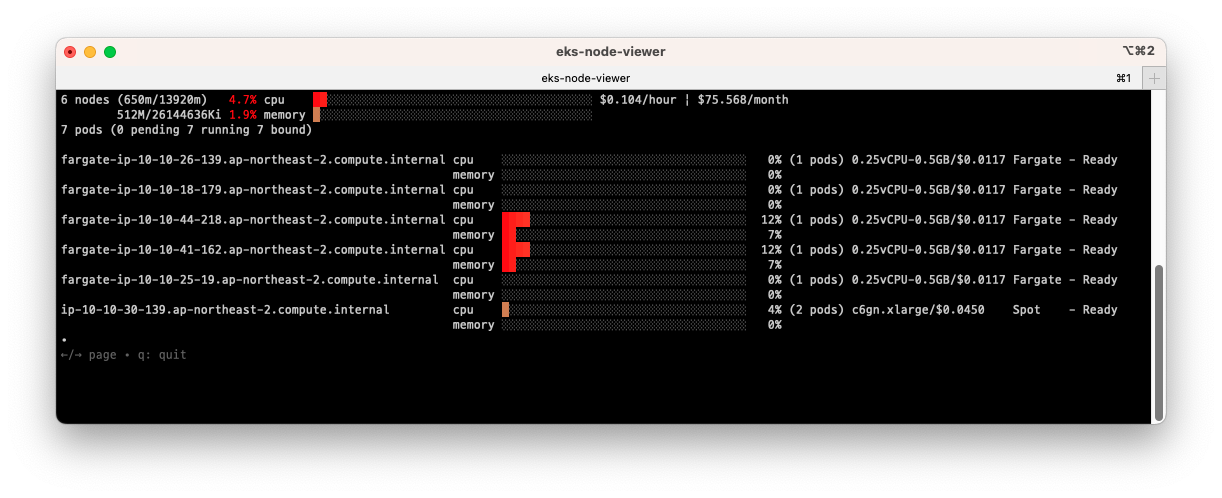 eks-node-viewer
⌥⌘2
eks-node-viewer
⌘1
6 nodes (650m/13920m) 4.7% cpu $0.104/hour | $75.568/month
512M/26144636Ki 1.9% memory
7 pods (0 pending 7 running 7 bound)
fargate-ip-10-10-26-139.ap-northeast-2.compute.internal cpu 0% (1 pods) 0.25vCPU-0.5GB/$0.0117 Fargate - Ready
memory 0%
fargate-ip-10-10-18-179.ap-northeast-2.compute.internal cpu 0% (1 pods) 0.25vCPU-0.5GB/$0.0117 Fargate - Ready
memory 0%
fargate-ip-10-10-44-218.ap-northeast-2.compute.internal cpu 12% (1 pods) 0.25vCPU-0.5GB/$0.0117 Fargate - Ready
memory 7%
fargate-ip-10-10-41-162.ap-northeast-2.compute.internal cpu 12% (1 pods) 0.25vCPU-0.5GB/$0.0117 Fargate - Ready
memory 7%
fargate-ip-10-10-25-19.ap-northeast-2.compute.internal cpu 0% (1 pods) 0.25vCPU-0.5GB/$0.0117 Fargate - Ready
memory 0%
ip-10-10-30-139.ap-northeast-2.compute.internal cpu 4% (2 pods) c6gn.xlarge/$0.0450 Spot - Ready
memory 0%
•
←/→ page • q: quit